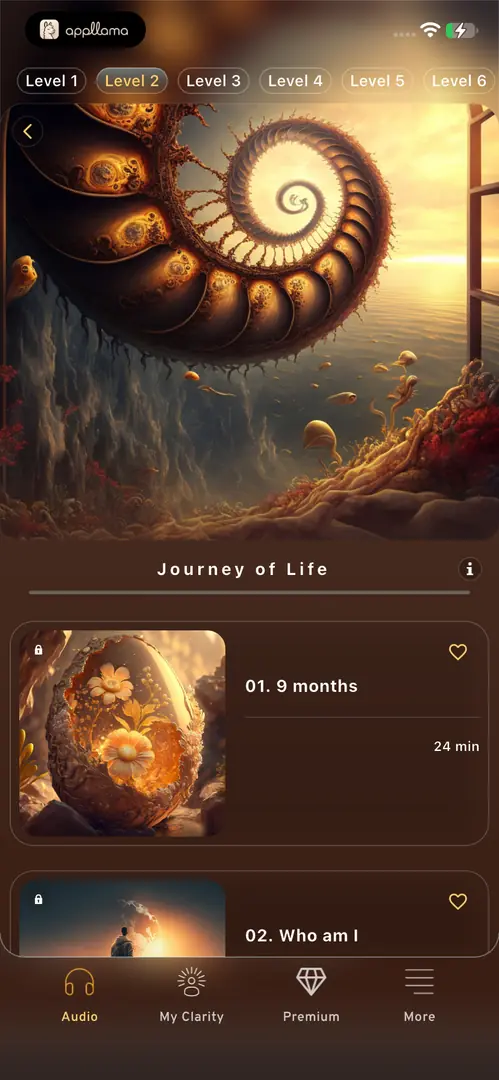 appllama
Level 1
Level 2
Level 3
Level 4
Level 5
Level 6
Journey of Life
01. 9 months
24 min
02. Who am I
Audio
My Clarity
Premium
More